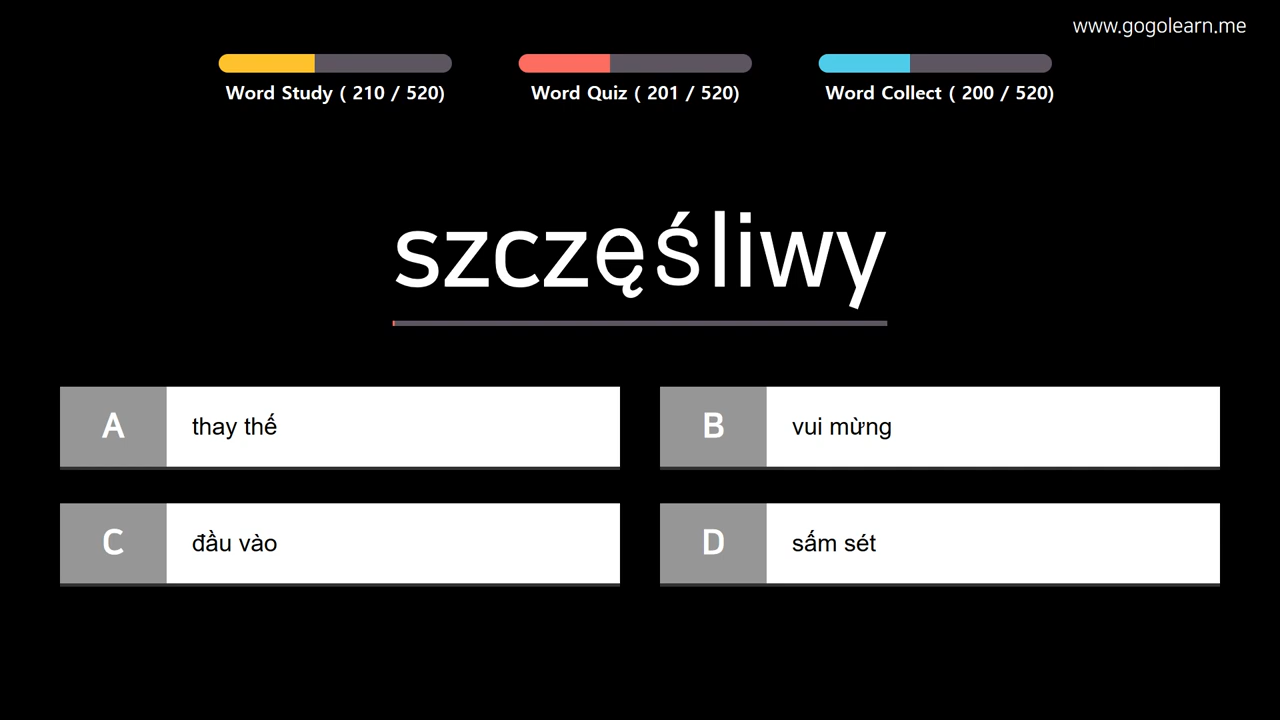 www.gogolearn.me
Word Study ( 210 / 520)
Word Quiz ( 201 / 520)
Word Collect ( 200 / 520)
szczęśliwy
A thay thế
B vui mừng
C đầu vào
D sấm sét